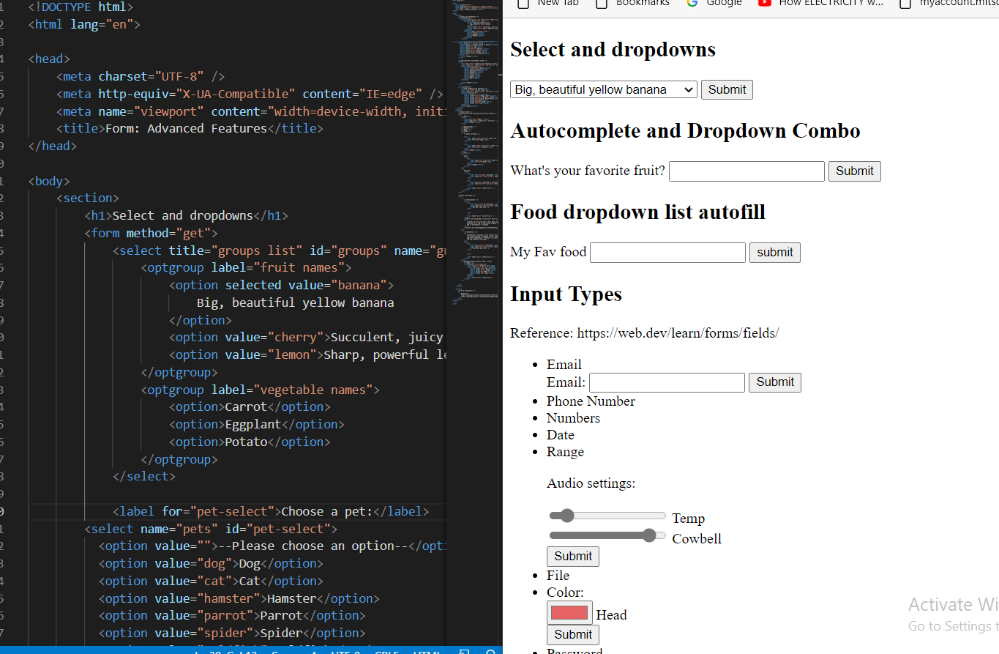 <!DOCTYPE html>
<html lang="en">
<head>
<meta charset="UTF-8" />
<meta http-equiv="X-UA-Compatible" content="IE=edge" />
<meta name="viewport" content="width=device-width, initi
<title>Form: Advanced Features</title>
</head>
<body>
<section>
<h1>Select and dropdowns</h1>
<form method="get">
<select title="groups list" id="groups" name="gr
<optgroup label="fruit names">
<option selected value="banana">
Big, beautiful yellow banana
</option>
<option value="cherry">Succulent, juicy
<option value="lemon">Sharp, powerful le
</optgroup>
<optgroup label="vegetable names">
<option>Carrot</option>
<option>Eggplant</option>
<option>Potato</option>
</optgroup>
</select>
<label for="pet-select">Choose a pet:</label>
<select name="pets" id="pet-select">
<option value="">--Please choose an option--</opti
<option value="dog">Dog</option>
<option value="cat">Cat</option>
<option value="hamster">Hamster</option>
<option value="parrot">Parrot</option>
<option value="spider">Spider</option>
New Tab Bookmarks Google How ELECTRICITY w... myaccount.mitsc
Select and dropdowns
Big, beautiful yellow banana Submit
Autocomplete and Dropdown Combo
What's your favorite fruit? Submit
Food dropdown list autofill
My Fav food submit
Input Types
Reference: https://web.dev/learn/forms/fields/
Email
Email: Submit
Phone Number
Numbers
Date
Range
Audio settings:
Temp
Cowbell
Submit
File
Color:
Head
Submit
Password
Activate Wi
Go to Settings t